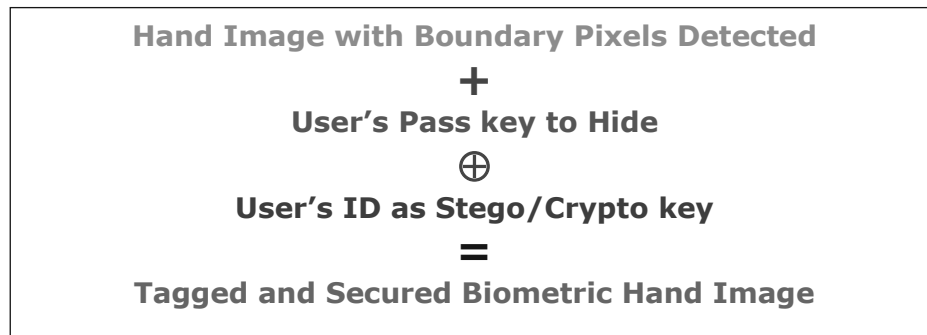 Hand Image with Boundary Pixels Detected
+
User’s Pass key to Hide
⊕
User’s ID as Stego/Crypto key
=
Tagged and Secured Biometric Hand Image